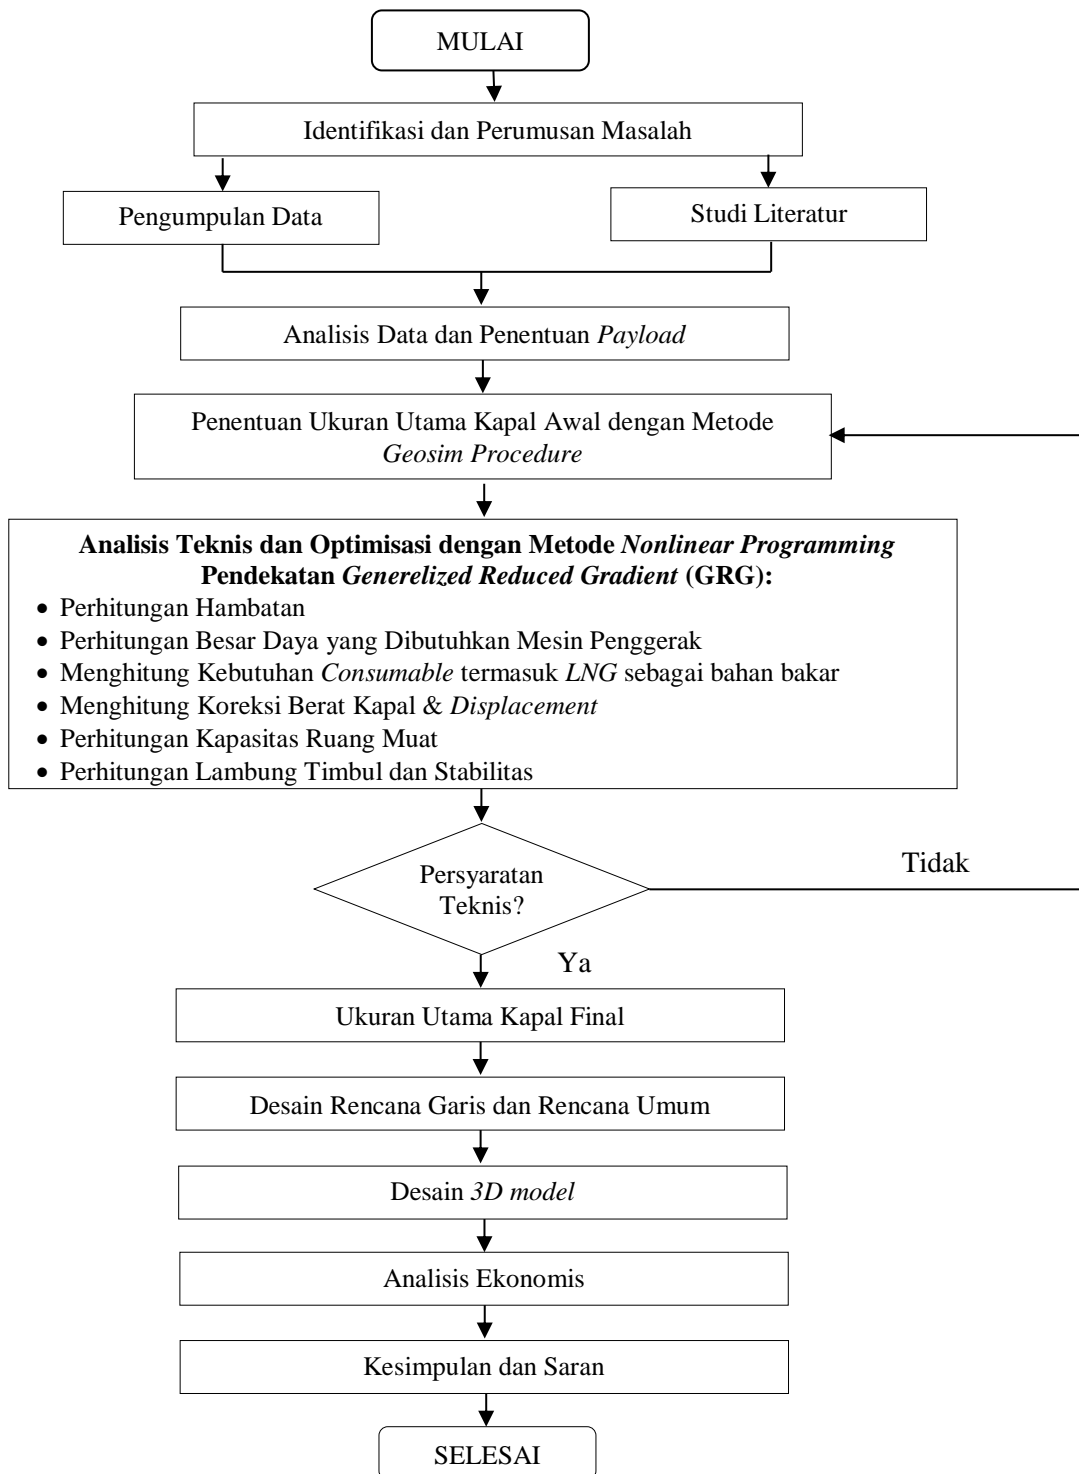 MULAI
Identifikasi dan Perumusan Masalah
Pengumpulan Data
Studi Literatur
Analisis Data dan Penentuan Payload
Penentuan Ukuran Utama Kapal Awal dengan Metode
Geosim Procedure
Analisis Teknis dan Optimisasi dengan Metode Nonlinear Programming
Pendekatan Generelized Reduced Gradient (GRG):
• Perhitungan Hambatan
• Perhitungan Besar Daya yang Dibutuhkan Mesin Penggerak
• Menghitung Kebutuhan Consumable termasuk LNG sebagai bahan bakar
• Menghitung Koreksi Berat Kapal & Displacement
• Perhitungan Kapasitas Ruang Muat
• Perhitungan Lambung Timbul dan Stabilitas
Persyaratan
Teknis?
Tidak
Ya
Ukuran Utama Kapal Final
Desain Rencana Garis dan Rencana Umum
Desain 3D model
Analisis Ekonomis
Kesimpulan dan Saran
SELESAI